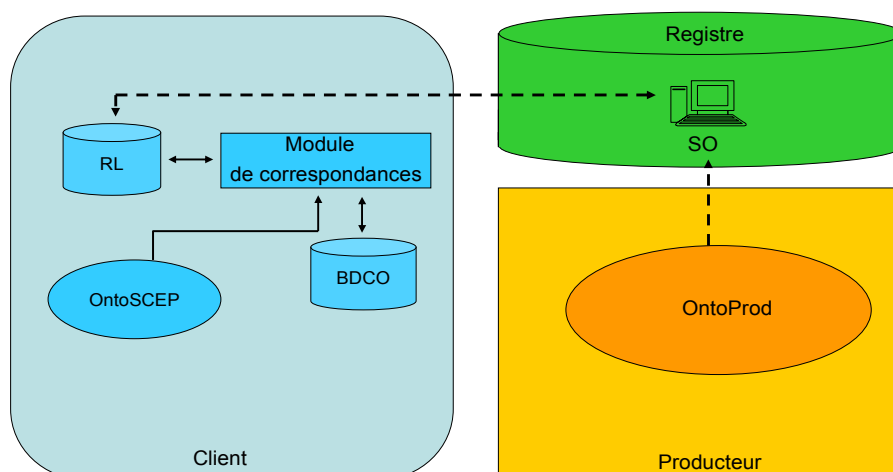 Registre
SO
RL
Module
de correspondances
OntoSCEP
BDCO
OntoProd
Client
Producteur